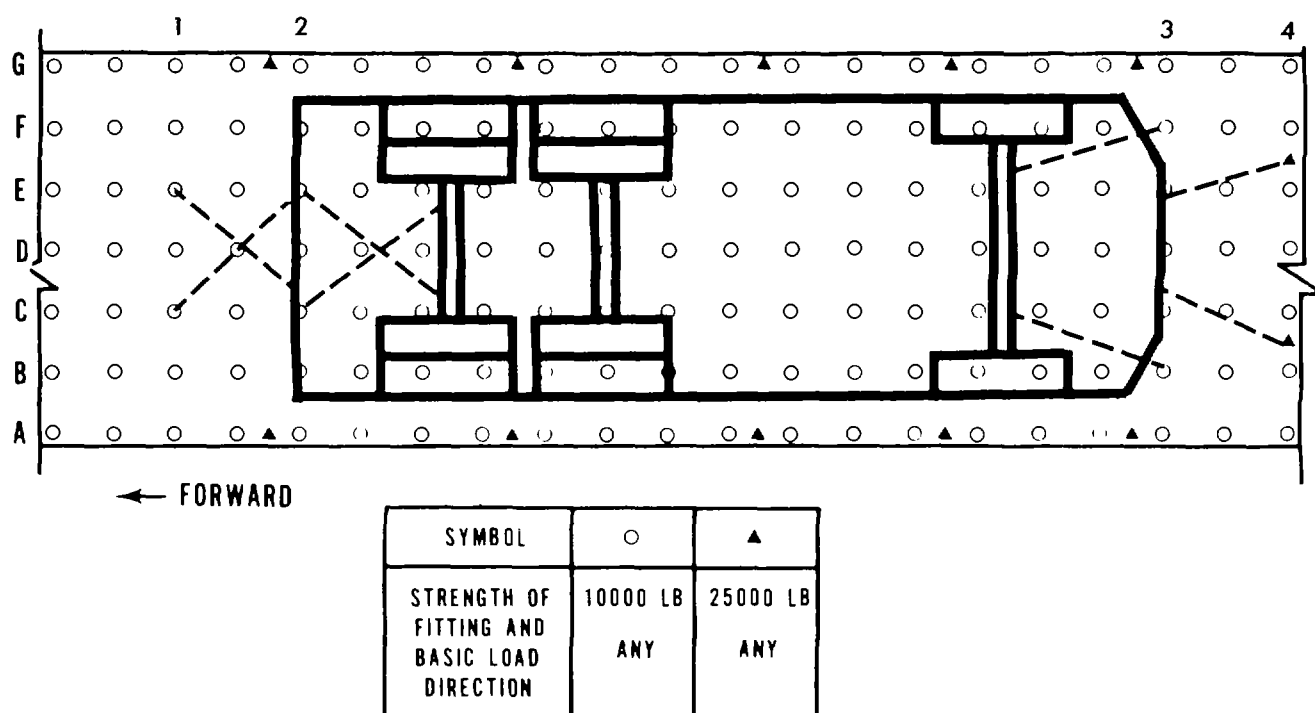 1 2 3 4
G
F
E
D
C
B
A
← FORWARD
SYMBOL ○ ▲
STRENGTH OF 10000 LB 25000 LB
FITTING AND
BASIC LOAD ANY ANY
DIRECTION